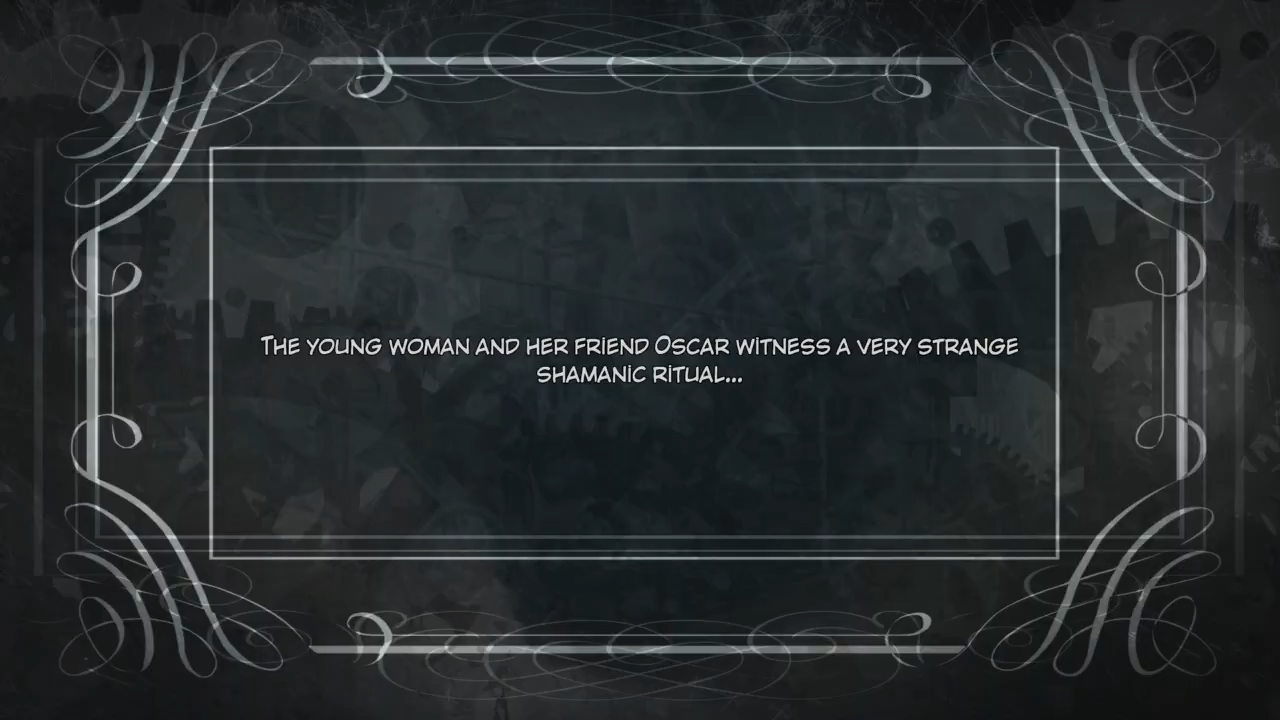 The young woman and her friend Oscar witness a very strange
shamanic ritual...